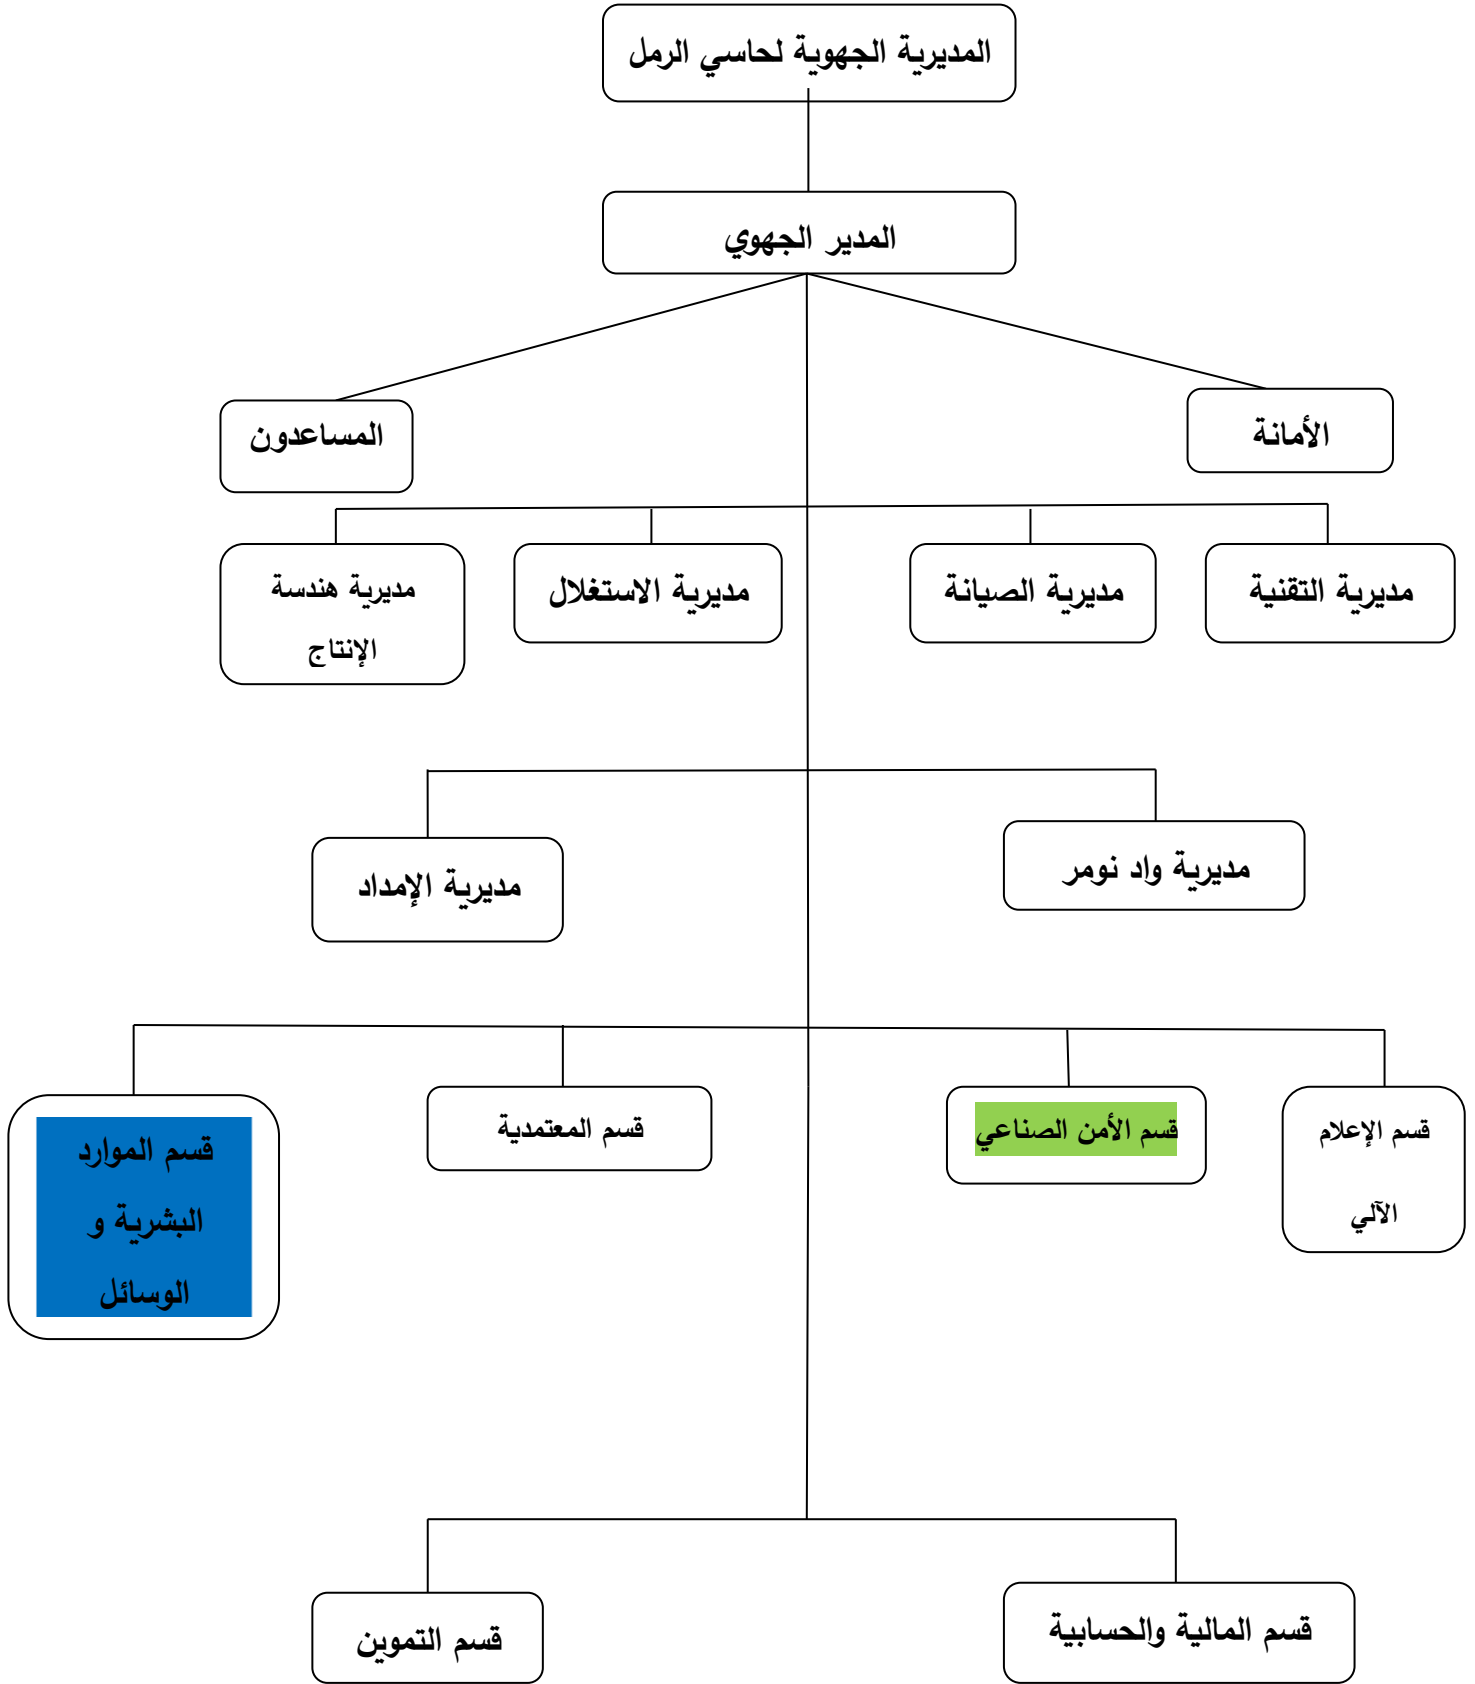 المديرية الجهوية لحاسي الرمل
المدير الجهوي
الأمانة
المساعدون
مديرية التقنية
مديرية الصيانة
مديرية الاستغلال
مديرية هندسة
الإنتاج
مديرية واد نومر
مديرية الإمداد
قسم الإعلام
الآلي
قسم الأمن الصناعي
قسم المعتمدية
قسم الموارد
البشرية و
الوسائل
قسم المالية والحسابية
قسم التموين